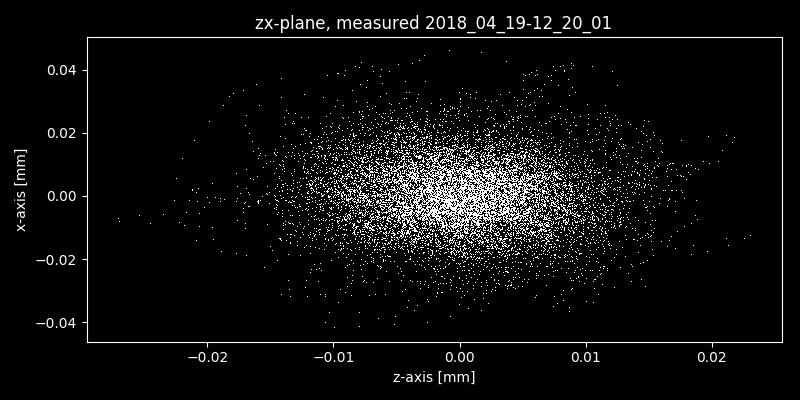 zx-plane, measured 2018_04_19-12_20_01
0.04
0.02
0.00
−0.02
−0.04
x-axis [mm]
−0.02 −0.01 0.00 0.01 0.02
z-axis [mm]